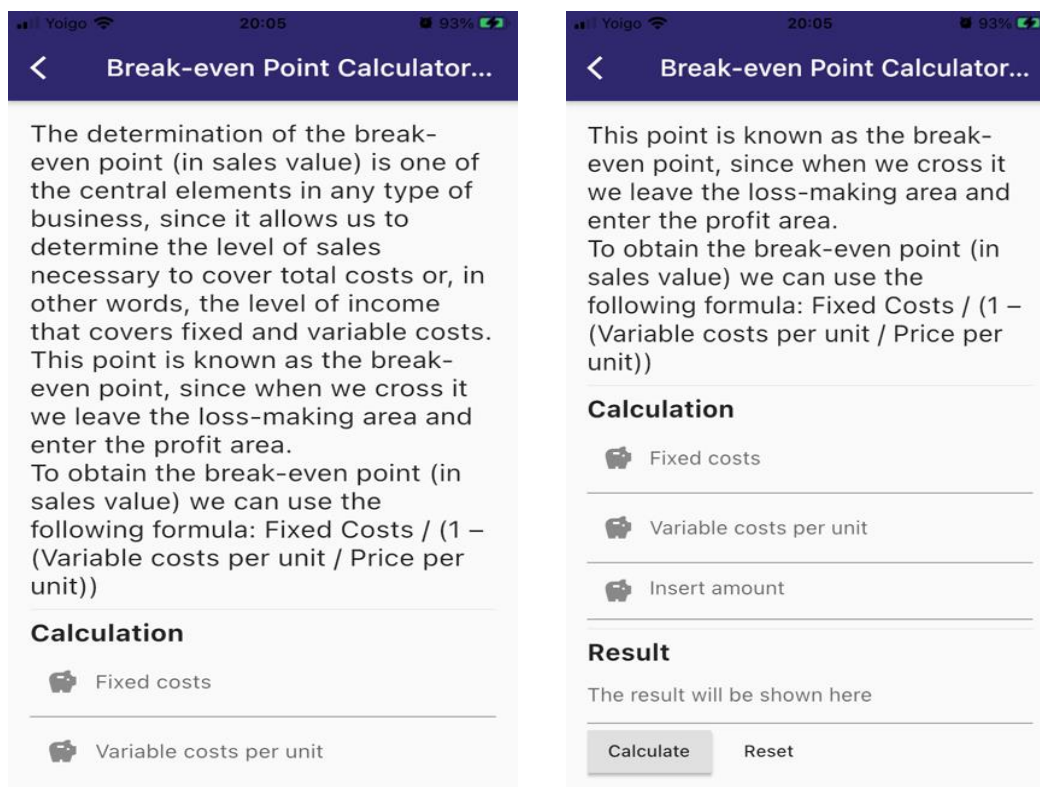 Yoigo 20:05 93%
Break-even Point Calculator...
The determination of the break-
even point (in sales value) is one of
the central elements in any type of
business, since it allows us to
determine the level of sales
necessary to cover total costs or, in
other words, the level of income
that covers fixed and variable costs.
This point is known as the break-
even point, since when we cross it
we leave the loss-making area and
enter the profit area.
To obtain the break-even point (in
sales value) we can use the
following formula: Fixed Costs / (1 –
(Variable costs per unit / Price per
unit))
Calculation
Fixed costs
Variable costs per unit
Yoigo 20:05 93%
Break-even Point Calculator...
This point is known as the break-
even point, since when we cross it
we leave the loss-making area and
enter the profit area.
To obtain the break-even point (in
sales value) we can use the
following formula: Fixed Costs / (1 –
(Variable costs per unit / Price per
unit))
Calculation
Fixed costs
Variable costs per unit
Insert amount
Result
The result will be shown here
Calculate Reset